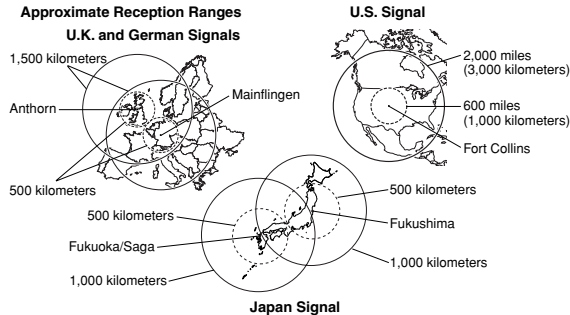 Approximate Reception Ranges
U.K. and German Signals
1,500 kilometers
Anthorn
Mainflingen
500 kilometers
U.S. Signal
2,000 miles
(3,000 kilometers)
600 miles
(1,000 kilometers)
Fort Collins
500 kilometers
500 kilometers
Fukushima
Fukuoka/Saga
1,000 kilometers
1,000 kilometers
Japan Signal